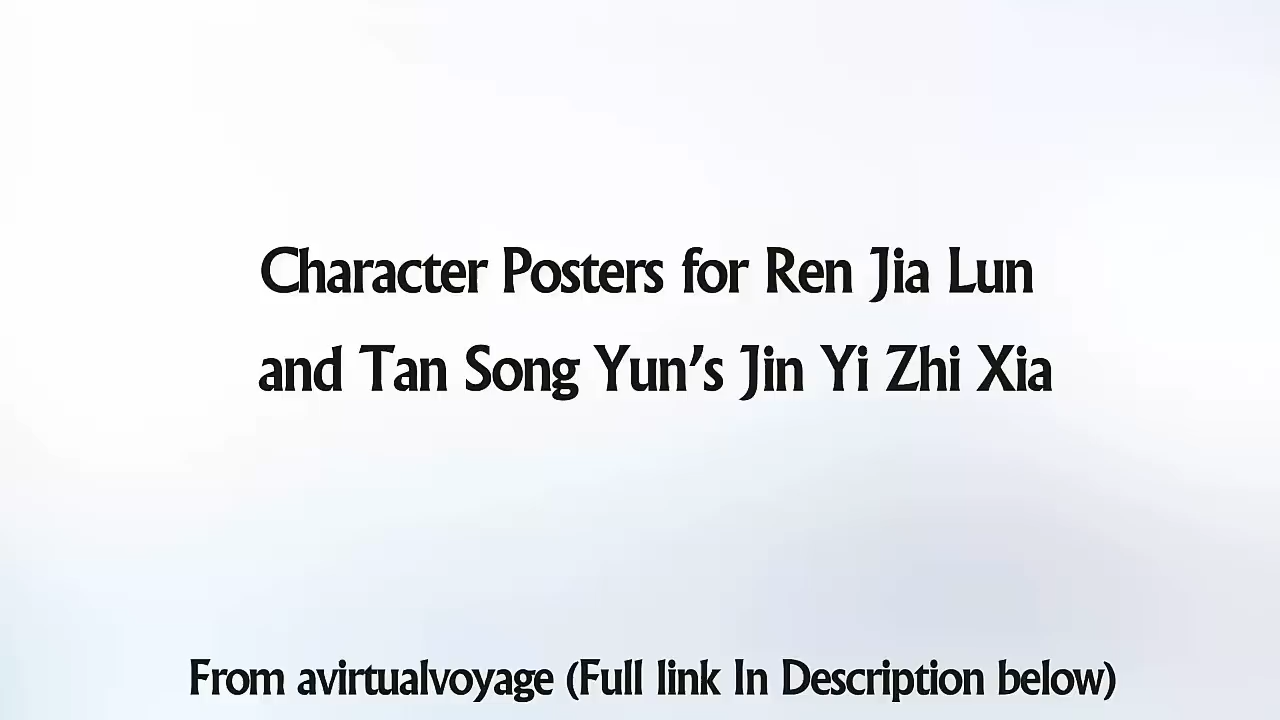 Character Posters for Ren Jia Lun
and Tan Song Yun’s Jin Yi Zhi Xia
From avirtualvoyage (Full link In Description below)